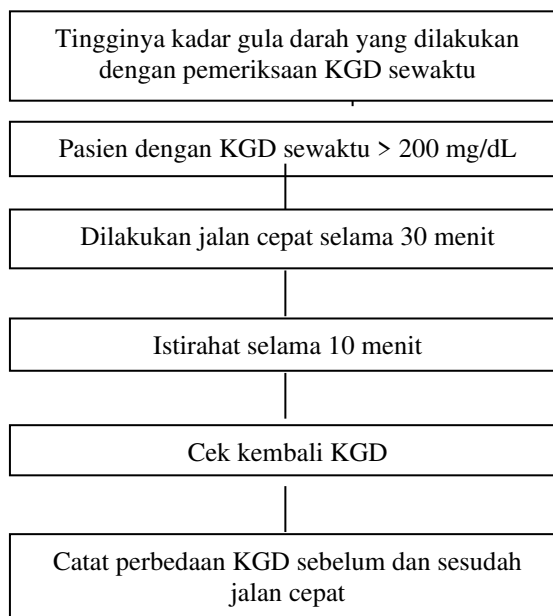 Tingginya kadar gula darah yang dilakukan
dengan pemeriksaan KGD sewaktu
Pasien dengan KGD sewaktu > 200 mg/dL
Dilakukan jalan cepat selama 30 menit
Istirahat selama 10 menit
Cek kembali KGD
Catat perbedaan KGD sebelum dan sesudah
jalan cepat